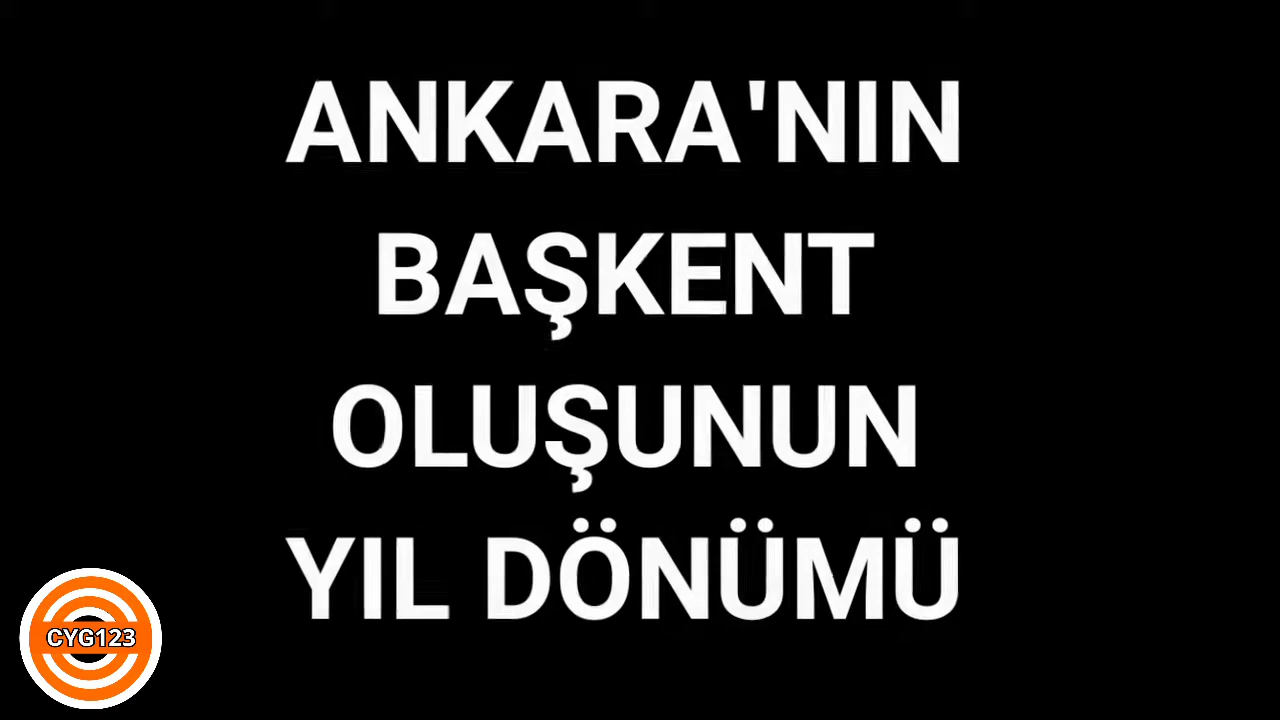 ANKARA'NIN
BAŞKENT
OLUŞUNUN
YIL DÖNÜMÜ
CYG123